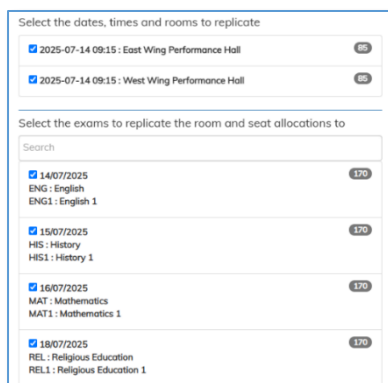 Select the dates, times and rooms to replicate
2025-07-14 09:15 : East Wing Performance Hall 85
2025-07-14 09:15 : West Wing Performance Hall 85
Select the exams to replicate the room and seat allocations to
Search
14/07/2025 170
ENG : English
ENG1 : English 1
15/07/2025 170
HIS : History
HIS1 : History 1
16/07/2025 170
MAT : Mathematics
MAT1 : Mathematics 1
18/07/2025 170
REL : Religious Education
REL1 : Religious Education 1